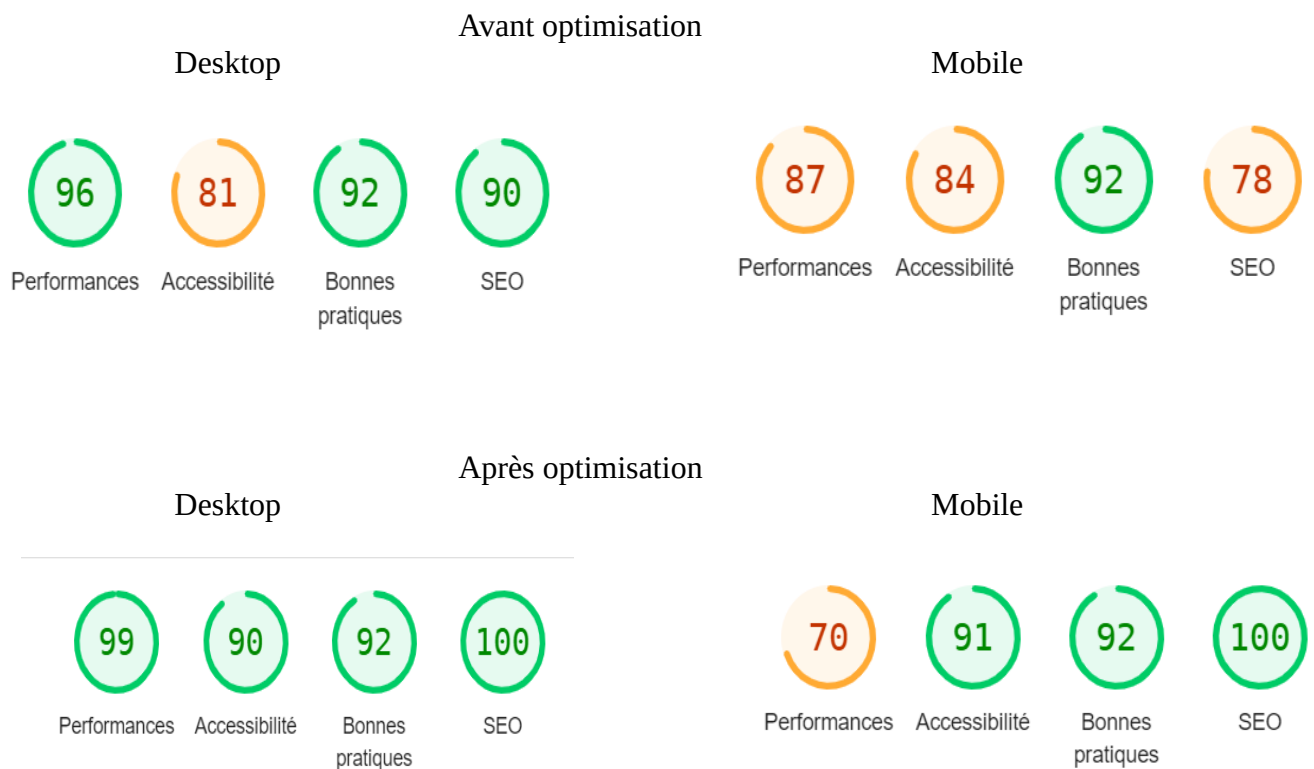 Avant optimisation
Desktop
Mobile
96 81 92 90
Performances Accessibilité Bonnes pratiques SEO
87 84 92 78
Performances Accessibilité Bonnes pratiques SEO
Après optimisation
Desktop
Mobile
99 90 92 100
Performances Accessibilité Bonnes pratiques SEO
70 91 92 100
Performances Accessibilité Bonnes pratiques SEO